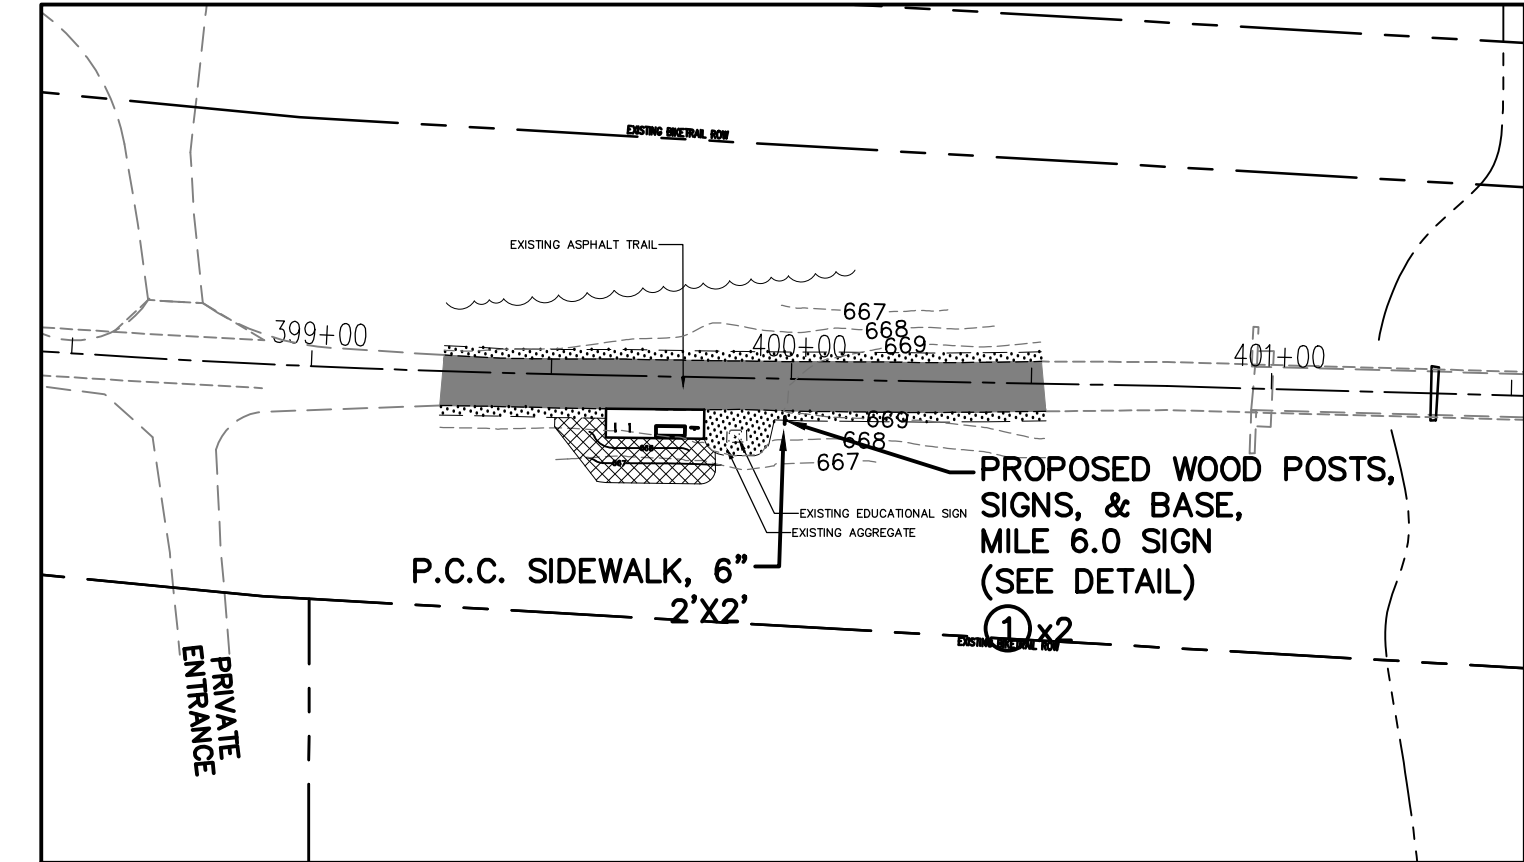 EXISTING BIKETRAIL ROW
EXISTING ASPHALT TRAIL
667
668
669
399+00
400+00
401+00
669
668
667
668
667
PROPOSED WOOD POSTS,
SIGNS, & BASE,
MILE 6.0 SIGN
(SEE DETAIL)
1 x2
EXISTING EDUCATIONAL SIGN
EXISTING AGGREGATE
P.C.C. SIDEWALK, 6"
2'X2'
EXISTING BIKETRAIL ROW
PRIVATE
ENTRANCE